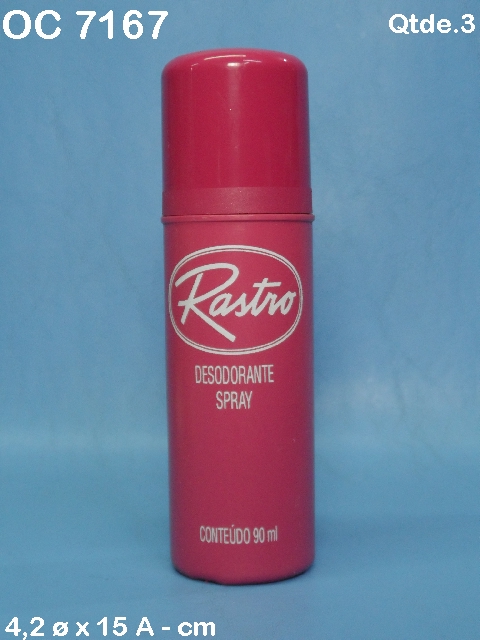 OC 7167
Qtde.3
Rastro
DESODORANTE
SPRAY
CONTEÚDO 90 ml
4,2 ø x 15 A - cm